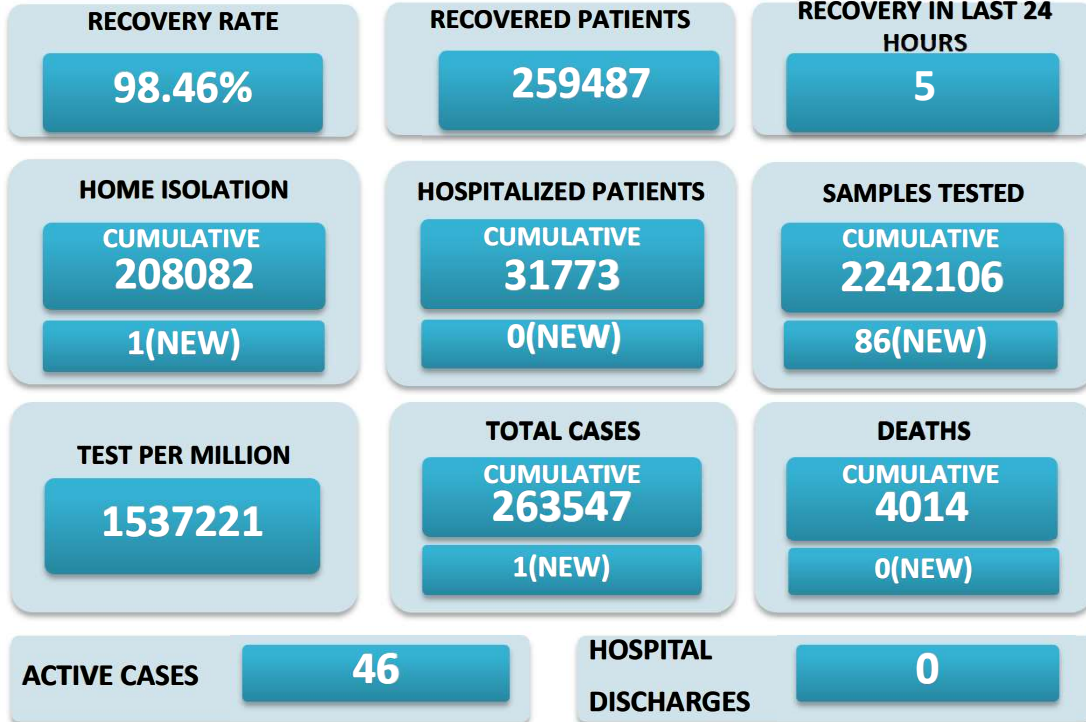 RECOVERY RATE
98.46%
RECOVERED PATIENTS
259487
RECOVERY IN LAST 24
HOURS
5
HOME ISOLATION
CUMULATIVE
208082
1(NEW)
HOSPITALIZED PATIENTS
CUMULATIVE
31773
0(NEW)
SAMPLES TESTED
CUMULATIVE
2242106
86(NEW)
TEST PER MILLION
1537221
TOTAL CASES
CUMULATIVE
263547
1(NEW)
DEATHS
CUMULATIVE
4014
0(NEW)
ACTIVE CASES
46
HOSPITAL
DISCHARGES
0